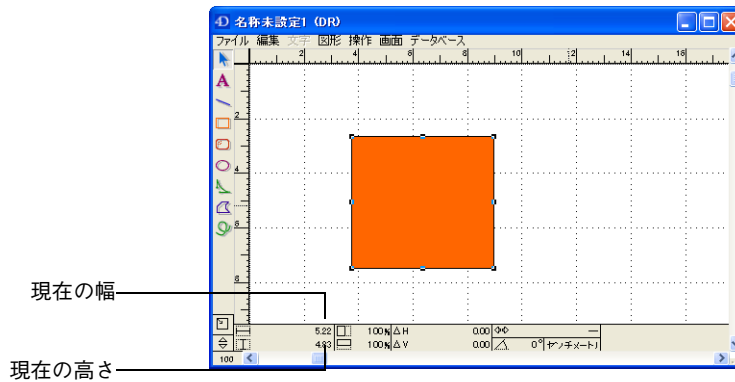 名称未設定1 (DR)
ファイル 編集 文字 図形 操作 画面 データベース
2 4 6 8 10 12 14 16
A
2
4
6
8
現在の幅
5.22 100% ΔH 0.00 —
現在の高さ
4.83 100% ΔV 0.00 0° センチメートル
100